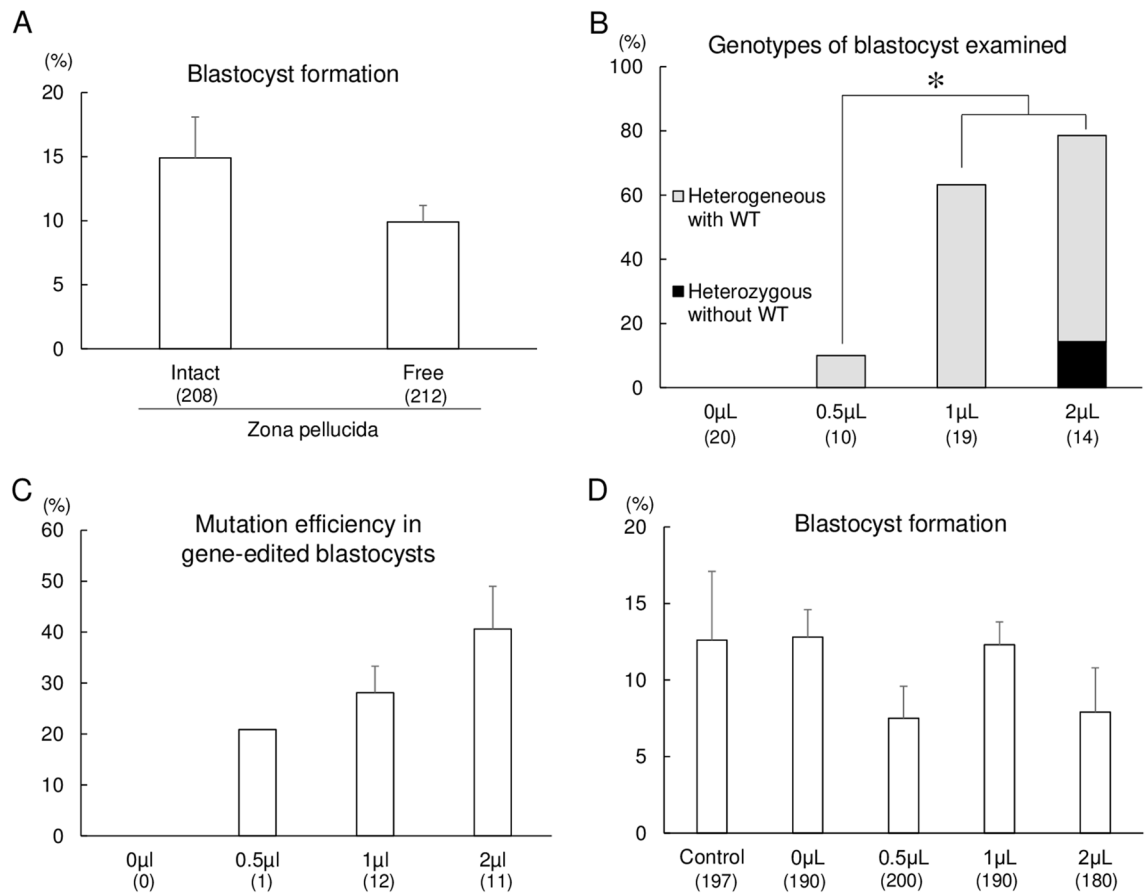 A
(%)
Blastocyst formation
20
15
10
5
0
Intact
Free
(208)
(212)
Zona pellucida
B
(%)
Genotypes of blastocyst examined
100
80
60
40
20
0
*
Heterogeneous
with WT
Heterozygous
without WT
0μL
0.5μL
1μL
2μL
(20)
(10)
(19)
(14)
C
(%)
Mutation efficiency in
gene-edited blastocysts
60
50
40
30
20
10
0
0μl
0.5μl
1μl
2μl
(0)
(1)
(12)
(11)
D
(%)
Blastocyst formation
20
15
10
5
0
Control
0μL
0.5μL
1μL
2μL
(197)
(190)
(200)
(190)
(180)